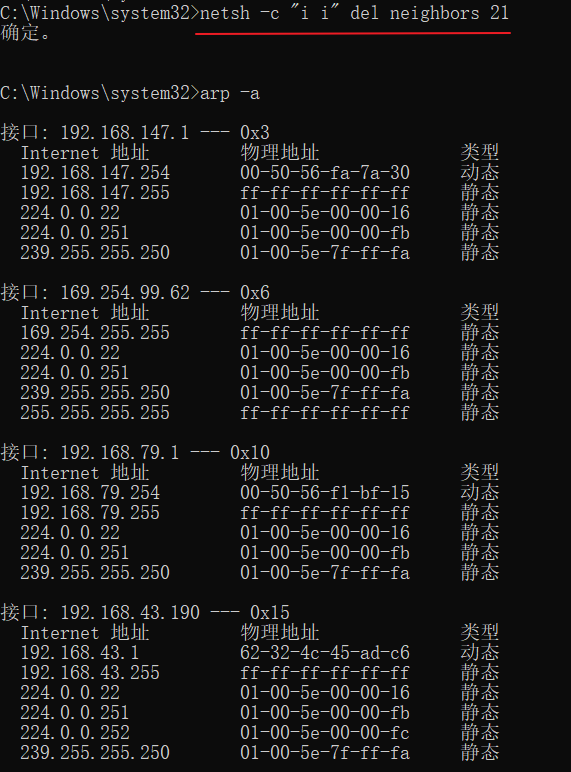 C:\Windows\system32>netsh -c "i i" del neighbors 21
确定。
C:\Windows\system32>arp -a
接口: 192.168.147.1 --- 0x3
Internet 地址 物理地址 类型
192.168.147.254 00-50-56-fa-7a-30 动态
192.168.147.255 ff-ff-ff-ff-ff-ff 静态
224.0.0.22 01-00-5e-00-00-16 静态
224.0.0.251 01-00-5e-00-00-fb 静态
239.255.255.250 01-00-5e-7f-ff-fa 静态
接口: 169.254.99.62 --- 0x6
Internet 地址 物理地址 类型
169.254.255.255 ff-ff-ff-ff-ff-ff 静态
224.0.0.22 01-00-5e-00-00-16 静态
224.0.0.251 01-00-5e-00-00-fb 静态
239.255.255.250 01-00-5e-7f-ff-fa 静态
255.255.255.255 ff-ff-ff-ff-ff-ff 静态
接口: 192.168.79.1 --- 0x10
Internet 地址 物理地址 类型
192.168.79.254 00-50-56-f1-bf-15 动态
192.168.79.255 ff-ff-ff-ff-ff-ff 静态
224.0.0.22 01-00-5e-00-00-16 静态
224.0.0.251 01-00-5e-00-00-fb 静态
239.255.255.250 01-00-5e-7f-ff-fa 静态
接口: 192.168.43.190 --- 0x15
Internet 地址 物理地址 类型
192.168.43.1 62-32-4c-45-ad-c6 动态
192.168.43.255 ff-ff-ff-ff-ff-ff 静态
224.0.0.22 01-00-5e-00-00-16 静态
224.0.0.251 01-00-5e-00-00-fb 静态
224.0.0.252 01-00-5e-00-00-fc 静态
239.255.255.250 01-00-5e-7f-ff-fa 静态